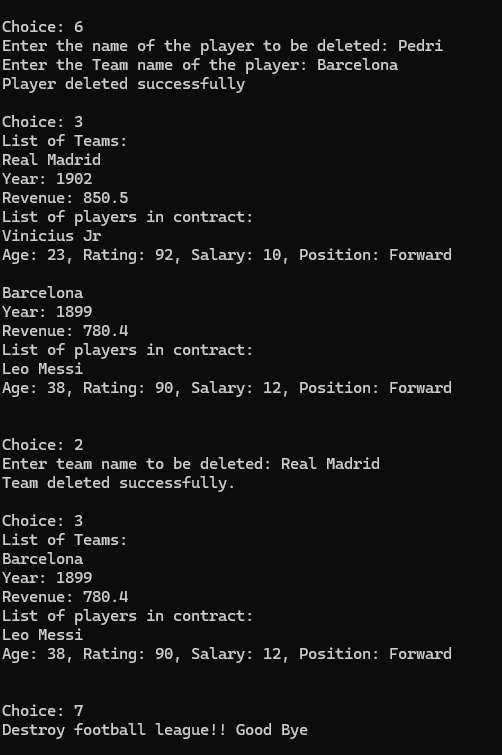 Choice: 6
Enter the name of the player to be deleted: Pedri
Enter the Team name of the player: Barcelona
Player deleted successfully
Choice: 3
List of Teams:
Real Madrid
Year: 1902
Revenue: 850.5
List of players in contract:
Vinicius Jr
Age: 23, Rating: 92, Salary: 10, Position: Forward
Barcelona
Year: 1899
Revenue: 780.4
List of players in contract:
Leo Messi
Age: 38, Rating: 90, Salary: 12, Position: Forward
Choice: 2
Enter team name to be deleted: Real Madrid
Team deleted successfully.
Choice: 3
List of Teams:
Barcelona
Year: 1899
Revenue: 780.4
List of players in contract:
Leo Messi
Age: 38, Rating: 90, Salary: 12, Position: Forward
Choice: 7
Destroy football league!! Good Bye